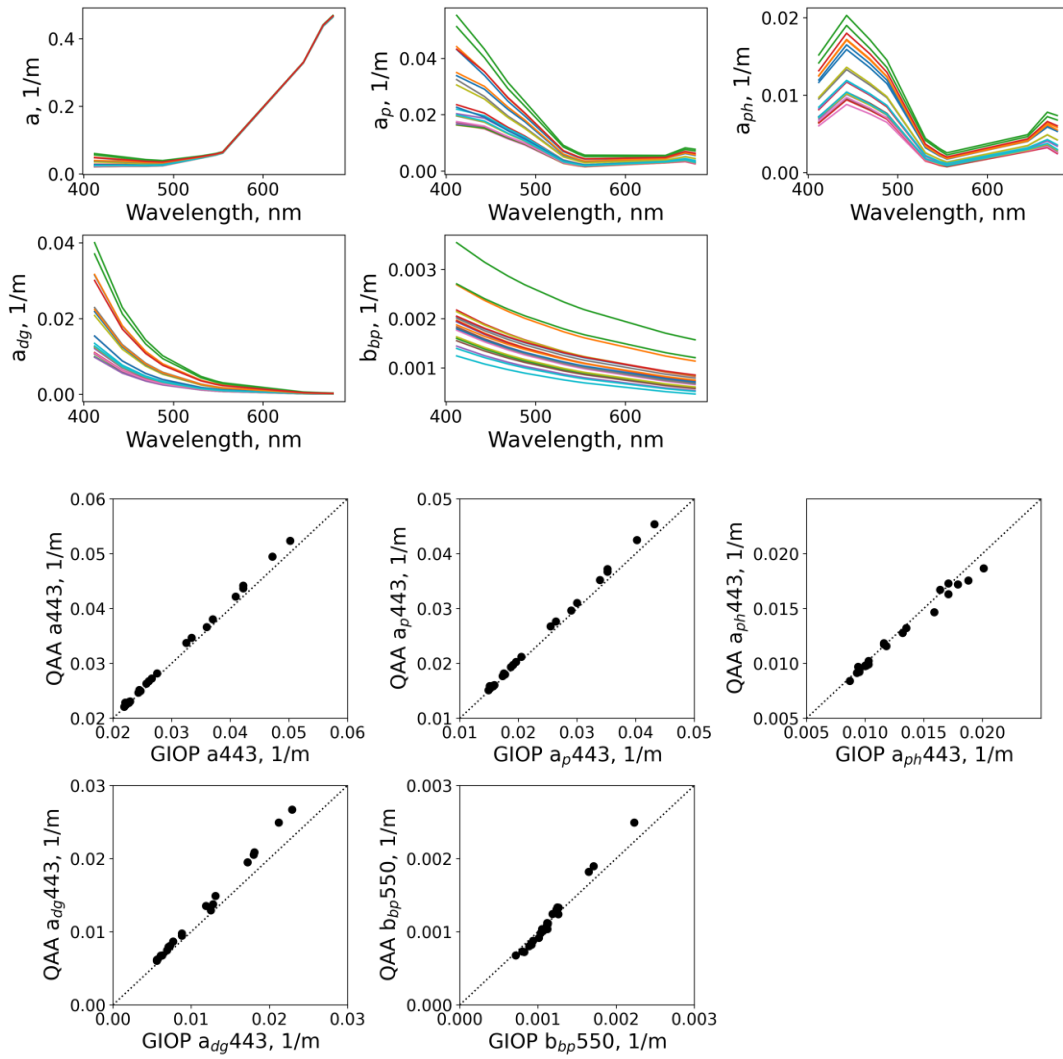 a, 1/m
0.4
0.2
0.0
400 500 600
Wavelength, nm
aₚ, 1/m
0.04
0.02
0.00
400 500 600
Wavelength, nm
aₚₕ, 1/m
0.02
0.01
0.00
400 500 600
Wavelength, nm
a_dg, 1/m
0.04
0.02
0.00
400 500 600
Wavelength, nm
b_bp, 1/m
0.003
0.002
0.001
400 500 600
Wavelength, nm
QAA a443, 1/m
0.06
0.05
0.04
0.03
0.02
0.02 0.03 0.04 0.05 0.06
GIOP a443, 1/m
QAA aₚ443, 1/m
0.05
0.04
0.03
0.02
0.01
0.01 0.02 0.03 0.04 0.05
GIOP aₚ443, 1/m
QAA aₚₕ443, 1/m
0.020
0.015
0.010
0.005
0.005 0.010 0.015 0.020
GIOP aₚₕ443, 1/m
QAA a_dg443, 1/m
0.03
0.02
0.01
0.00
0.00 0.01 0.02 0.03
GIOP a_dg443, 1/m
QAA b_bp550, 1/m
0.003
0.002
0.001
0.000
0.000 0.001 0.002 0.003
GIOP b_bp550, 1/m